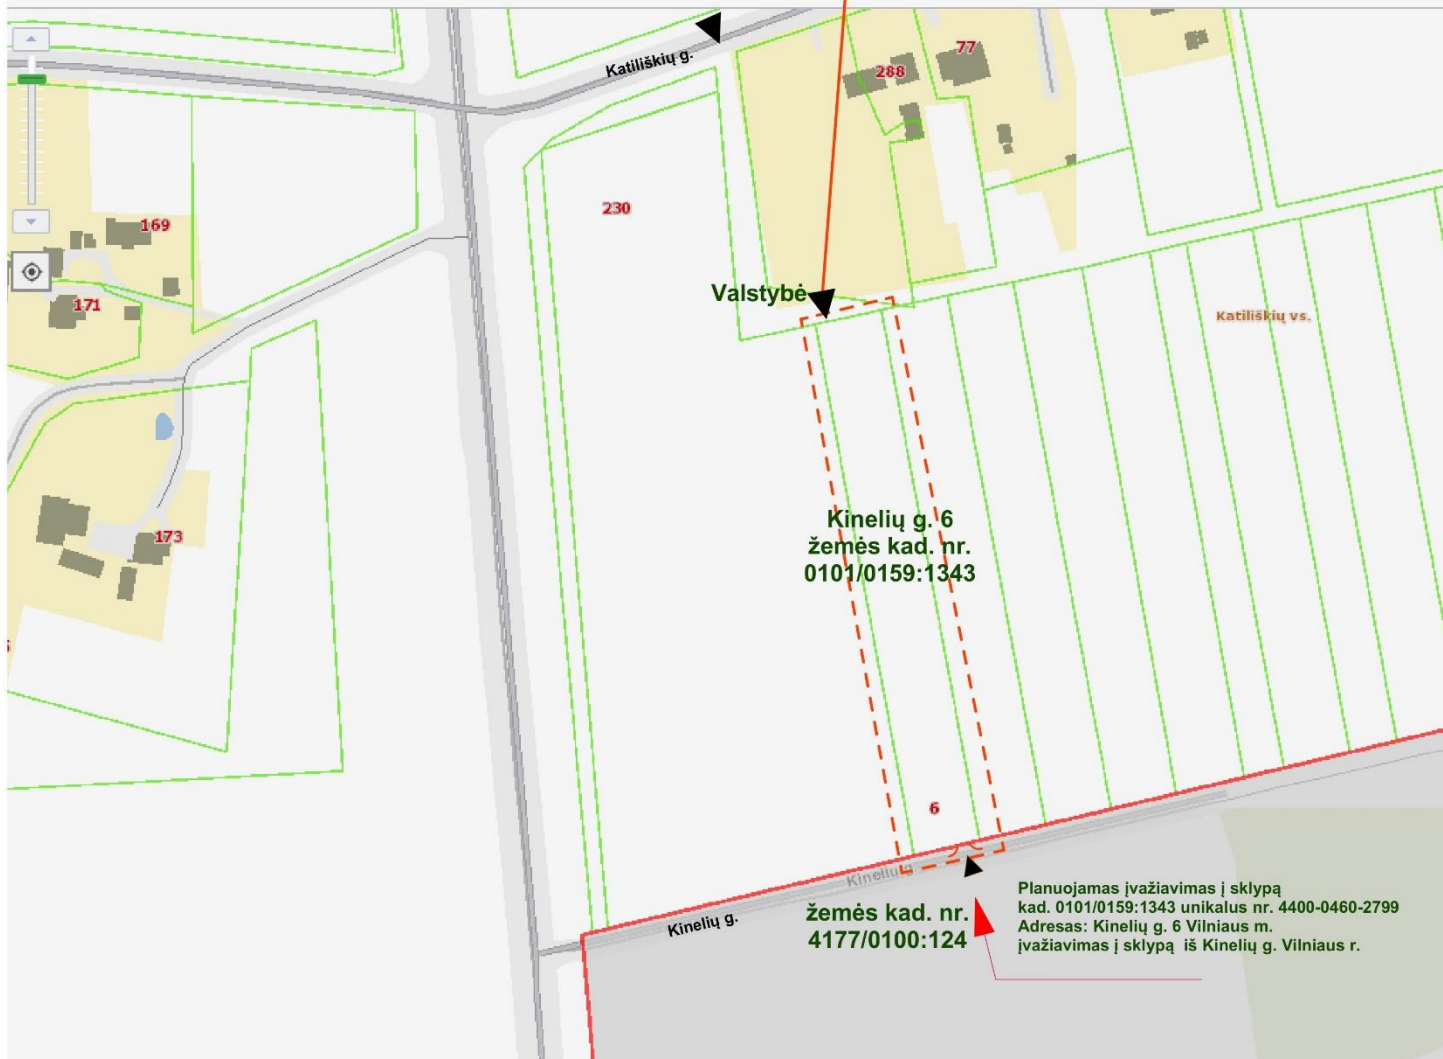 Katiliškių g.
77
288
230
169
171
Valstybė
Katiliškių vs.
Kinelių g. 6
žemės kad. nr.
0101/0159:1343
173
6
Kinelių g.
Kinelių g.
žemės kad. nr.
4177/0100:124
Planuojamas įvažiavimas į sklypą
kad. 0101/0159:1343 unikalus nr. 4400-0460-2799
Adresas: Kinelių g. 6 Vilniaus m.
įvažiavimas į sklypą iš Kinelių g. Vilniaus r.